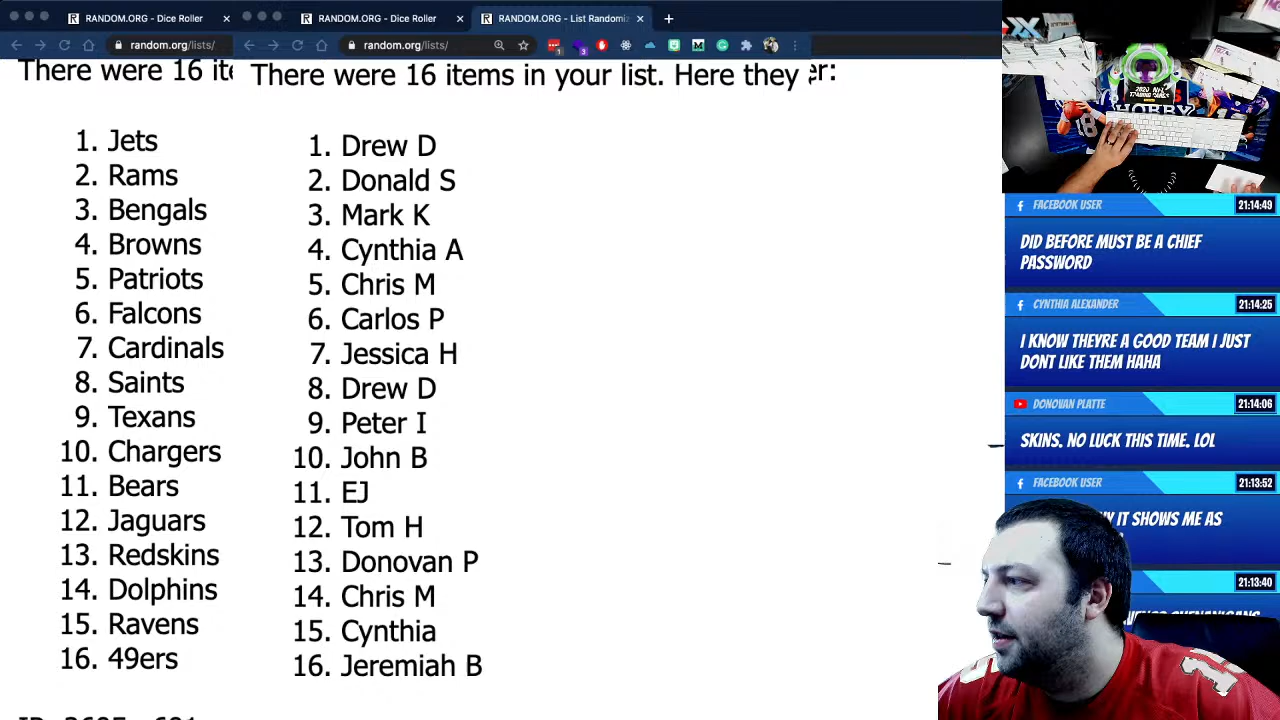 RANDOM.ORG - Dice Roller
RANDOM.ORG - Dice Roller
RANDOM.ORG - List Randomiz
random.org/lists/
random.org/lists/
There were 16 ite
1. Jets
2. Rams
3. Bengals
4. Browns
5. Patriots
6. Falcons
7. Cardinals
8. Saints
9. Texans
10. Chargers
11. Bears
12. Jaguars
13. Redskins
14. Dolphins
15. Ravens
16. 49ers
There were 16 items in your list. Here they er:
1. Drew D
2. Donald S
3. Mark K
4. Cynthia A
5. Chris M
6. Carlos P
7. Jessica H
8. Drew D
9. Peter I
10. John B
11. EJ
12. Tom H
13. Donovan P
14. Chris M
15. Cynthia
16. Jeremiah B
HOBBY
FACEBOOK USER 21:14:49
DID BEFORE MUST BE A CHIEF
PASSWORD
CYNTHIA ALEXANDER 21:14:25
I KNOW THEYRE A GOOD TEAM I JUST
DONT LIKE THEM HAHA
DONOVAN PLATTE 21:14:06
SKINS. NO LUCK THIS TIME. LOL
FACEBOOK USER 21:13:52
IT SHOWS ME AS
21:13:40
SHENANIGANS